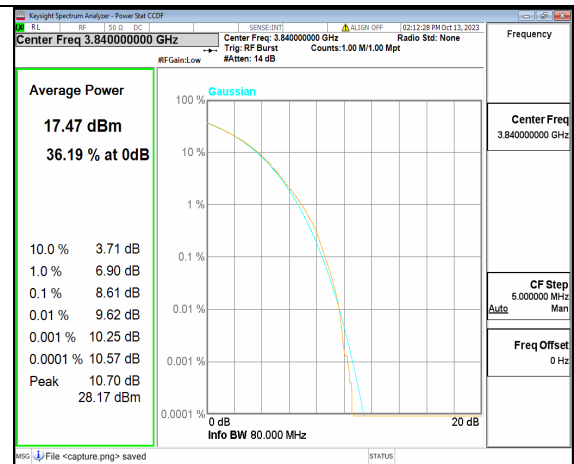 Keysight Spectrum Analyzer - Power Stat CCDF
RL RF 50 Ω DC SENSE:INT ALIGN OFF 02:12:28 PM Oct 13, 2023
Center Freq 3.840000000 GHz
Center Freq: 3.840000000 GHz Radio Std: None
Trig: RF Burst Counts:1.00 M/1.00 Mpt
#IFGain:Low #Atten: 14 dB
Frequency
Average Power
17.47 dBm
36.19 % at 0dB
10.0 % 3.71 dB
1.0 % 6.90 dB
0.1 % 8.61 dB
0.01 % 9.62 dB
0.001 % 10.25 dB
0.0001 % 10.57 dB
Peak 10.70 dB
28.17 dBm
Gaussian
100 %
10 %
1 %
0.1 %
0.01 %
0.001 %
0.0001 %
0 dB 20 dB
Info BW 80.000 MHz
Center Freq
3.840000000 GHz
CF Step
5.000000 MHz
Auto Man
Freq Offset
0 Hz
MSG File <capture.png> saved STATUS